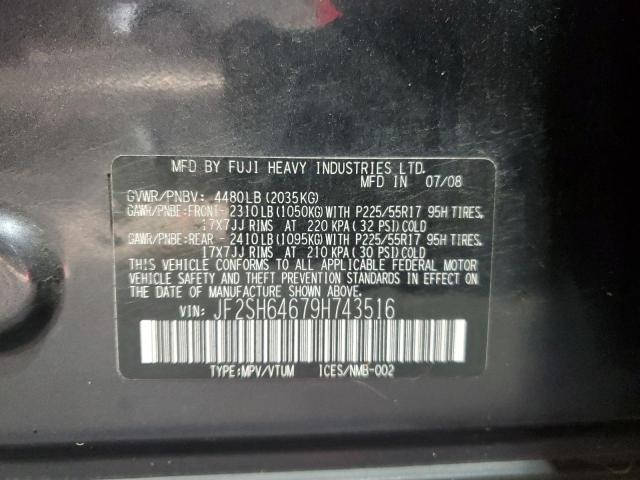 MFD BY FUJI HEAVY INDUSTRIES LTD.
MFD IN 07/08
GVWR/PNBV: 4480LB (2035KG)
GAWR/PNBE:FRONT- 2310LB (1050KG) WITH P225/55R17 95H TIRES,
17X7JJ RIMS AT 220 KPA (32 PSI) COLD
GAWR/PNBE:REAR - 2410LB (1095KG) WITH P225/55R17 95H TIRES,
17X7JJ RIMS AT 210 KPA (30 PSI) COLD
THIS VEHICLE CONFORMS TO ALL APPLICABLE FEDERAL MOTOR
VEHICLE SAFETY AND THEFT PREVENTION STANDARDS IN EFFECT ON
THE DATE OF MANUFACTURE SHOWN ABOVE.
VIN: JF2SH64679H743516
TYPE:MPV/VTUM ICES/NMB-002